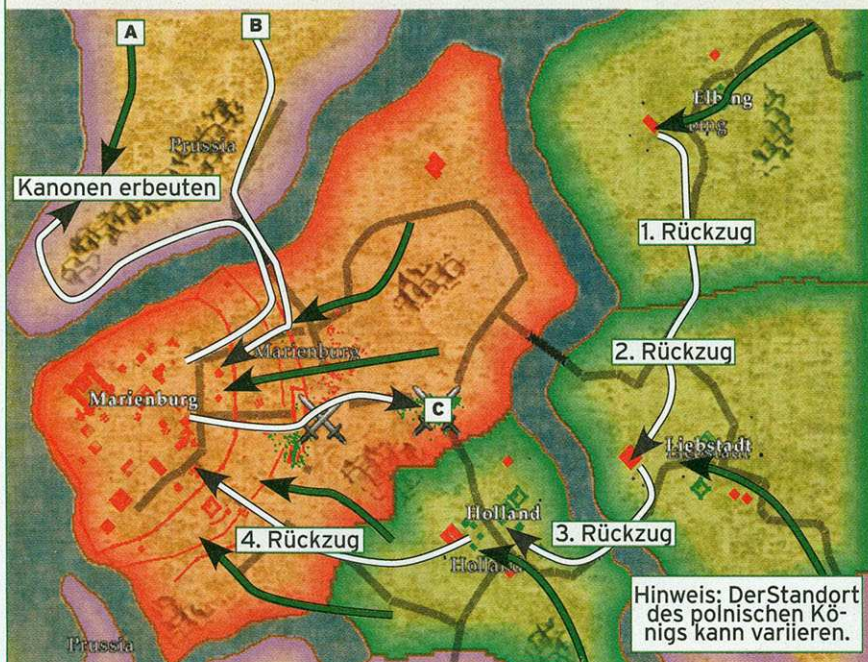 A
B
Elbing
Prussia
Kanonen erbeuten
1. Rückzug
2. Rückzug
Marienburg
Marienburg
C
Liebstadt
Holland
4. Rückzug
3. Rückzug
Holland
Hinweis: DerStandort
des polnischen Kö-
nigs kann variieren.
Prussia